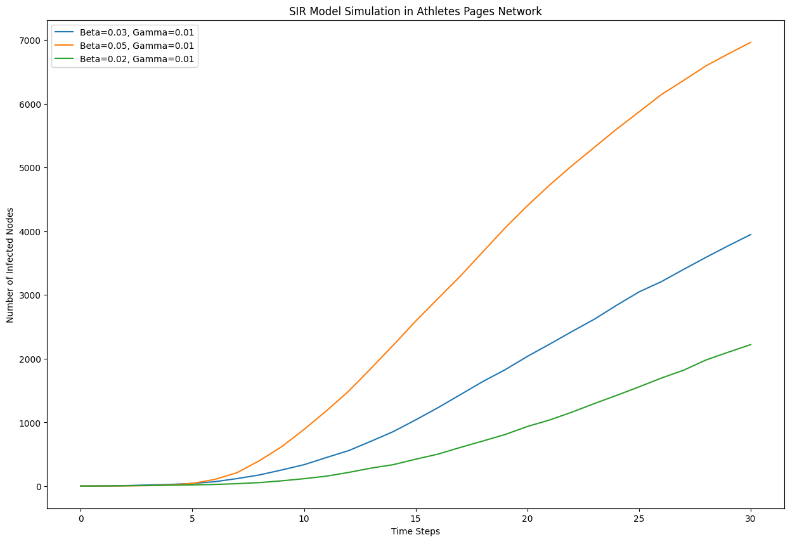 SIR Model Simulation in Athletes Pages Network
Beta=0.03, Gamma=0.01
Beta=0.05, Gamma=0.01
Beta=0.02, Gamma=0.01
7000
6000
5000
4000
3000
2000
1000
0
Number of Infected Nodes
0 5 10 15 20 25 30
Time Steps